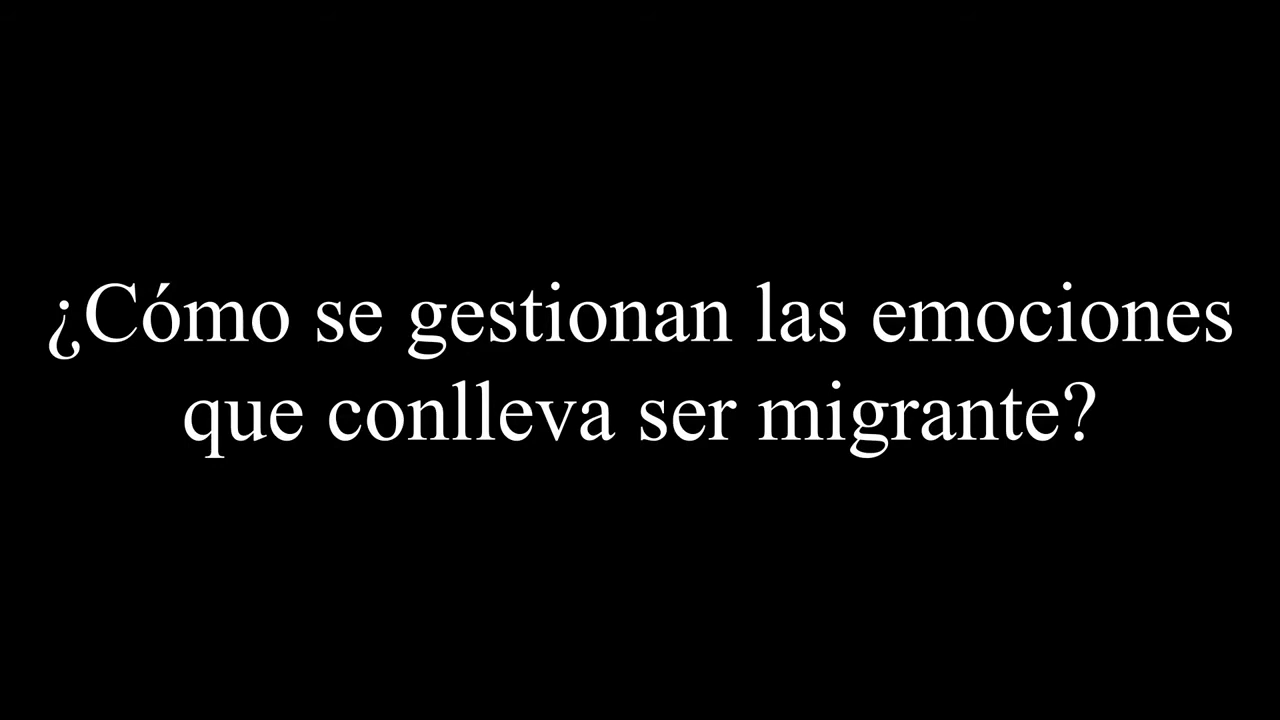 ¿Cómo se gestionan las emociones
que conlleva ser migrante?